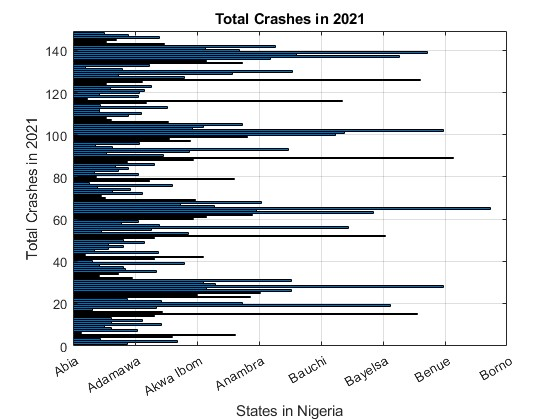 Total Crashes in 2021
Total Crashes in 2021
140
120
100
80
60
40
20
0
Abia
Adamawa
Akwa Ibom
Anambra
Bauchi
Bayelsa
Benue
Borno
States in Nigeria